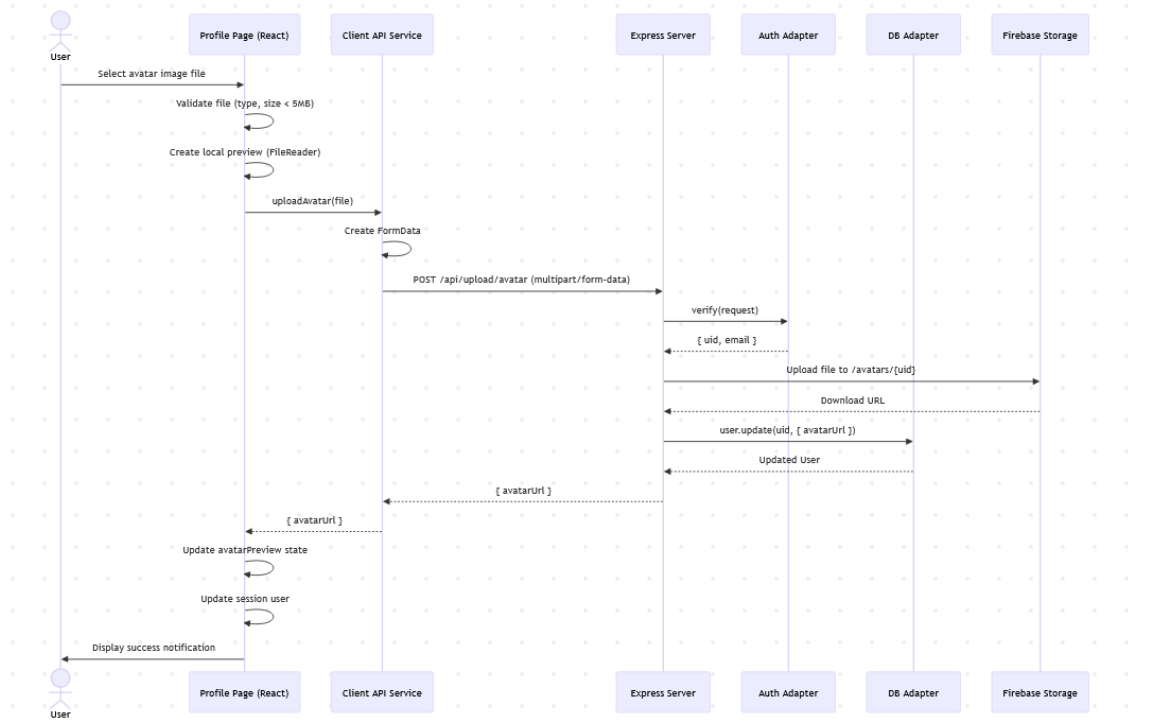 Profile Page (React)
Client API Service
Express Server
Auth Adapter
DB Adapter
Firebase Storage
User
Select avatar image file
Validate file (type, size < 5MB)
Create local preview (FileReader)
uploadAvatar(file)
Create FormData
POST /api/upload/avatar (multipart/form-data)
verify(request)
{ uid, email }
Upload file to /avatars/{uid}
Download URL
user.update(uid, { avatarUrl })
Updated User
{ avatarUrl }
{ avatarUrl }
Update avatarPreview state
Update session user
Display success notification
Profile Page (React)
Client API Service
Express Server
Auth Adapter
DB Adapter
Firebase Storage
User